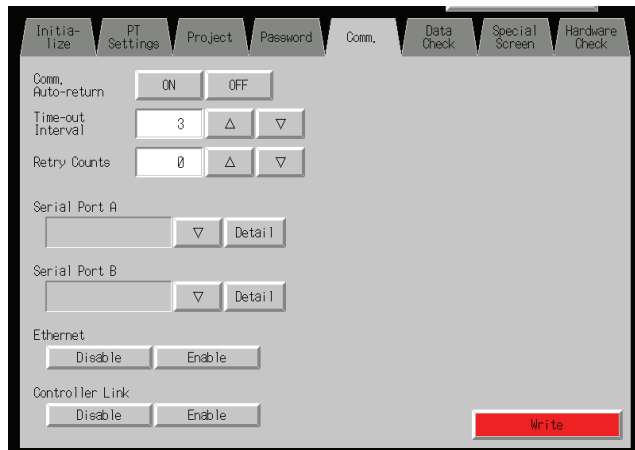 Initia-
lize
PT
Settings
Project
Password
Comm.
Data
Check
Special
Screen
Hardware
Check
Comm.
Auto-return
ON
OFF
Time-out
Interval
3
△
▽
Retry Counts
0
△
▽
Serial Port A
▽
Detail
Serial Port B
▽
Detail
Ethernet
Disable
Enable
Controller Link
Disable
Enable
Write